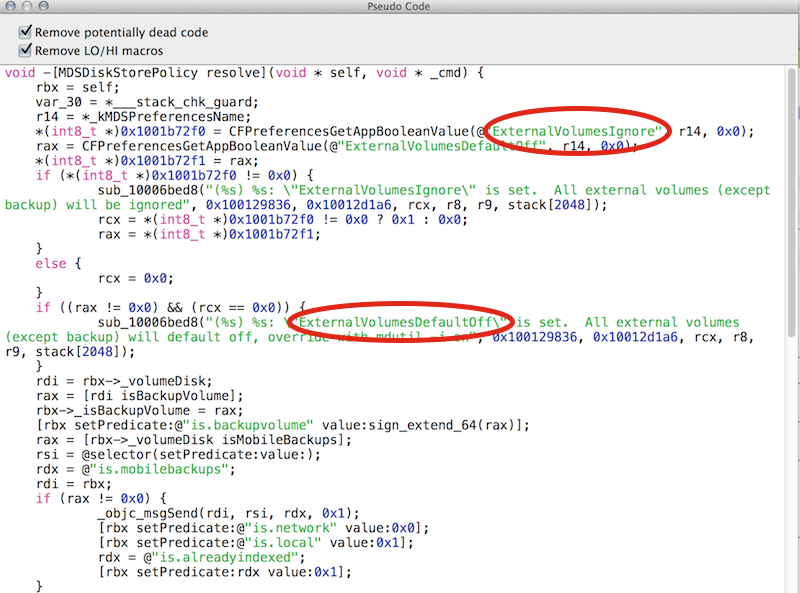 Pseudo Code
Remove potentially dead code
Remove LO/HI macros
void -[MDSDiskStorePolicy resolve](void * self, void * _cmd) {
rbx = self;
var_30 = *___stack_chk_guard;
r14 = *_kMDSPreferencesName;
*(int8_t *)0x1001b72f0 = CFPreferencesGetAppBooleanValue(@"ExternalVolumesIgnore", r14, 0x0);
rax = CFPreferencesGetAppBooleanValue(@"ExternalVolumesDefaultOff", r14, 0x0);
*(int8_t *)0x1001b72f1 = rax;
if (*(int8_t *)0x1001b72f0 != 0x0) {
sub_10006bed8("(%s) %s: \"ExternalVolumesIgnore\" is set.  All external volumes (except
backup) will be ignored", 0x100129836, 0x10012d1a6, rcx, r8, r9, stack[2048]);
rcx = *(int8_t *)0x1001b72f0 != 0x0 ? 0x1 : 0x0;
rax = *(int8_t *)0x1001b72f1;
}
else {
rcx = 0x0;
}
if ((rax != 0x0) && (rcx == 0x0)) {
sub_10006bed8("(%s) %s: \"ExternalVolumesDefaultOff\" is set.  All external volumes
(except backup) will default off, override with mdutil -i on", 0x100129836, 0x10012d1a6, rcx, r8,
r9, stack[2048]);
}
rdi = rbx->_volumeDisk;
rax = [rdi isBackupVolume];
rbx->_isBackupVolume = rax;
[rbx setPredicate:@"is.backupvolume" value:sign_extend_64(rax)];
rax = [rbx->_volumeDisk isMobileBackups];
rsi = @selector(setPredicate:value:);
rdx = @"is.mobilebackups";
rdi = rbx;
if (rax != 0x0) {
_objc_msgSend(rdi, rsi, rdx, 0x1);
[rbx setPredicate:@"is.network" value:0x0];
[rbx setPredicate:@"is.local" value:0x1];
rdx = @"is.alreadyindexed";
[rbx setPredicate:rdx value:0x1];
}